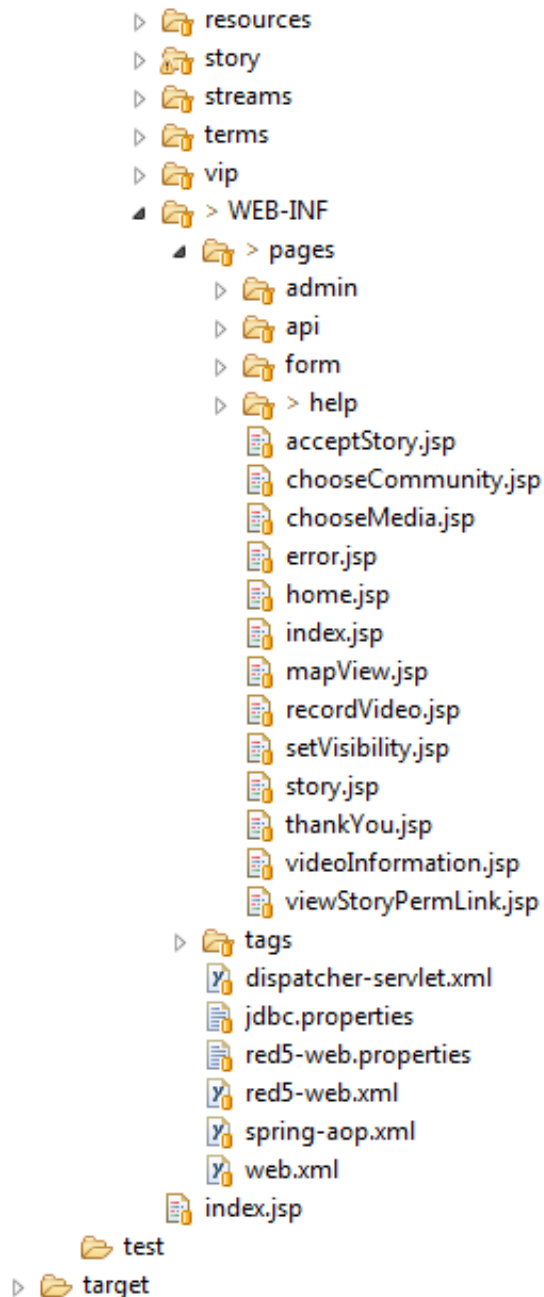 resources
story
streams
terms
vip
> WEB-INF
> pages
admin
api
form
> help
acceptStory.jsp
chooseCommunity.jsp
chooseMedia.jsp
error.jsp
home.jsp
index.jsp
mapView.jsp
recordVideo.jsp
setVisibility.jsp
story.jsp
thankYou.jsp
videoInformation.jsp
viewStoryPermLink.jsp
tags
dispatcher-servlet.xml
jdbc.properties
red5-web.properties
red5-web.xml
spring-aop.xml
web.xml
index.jsp
test
target